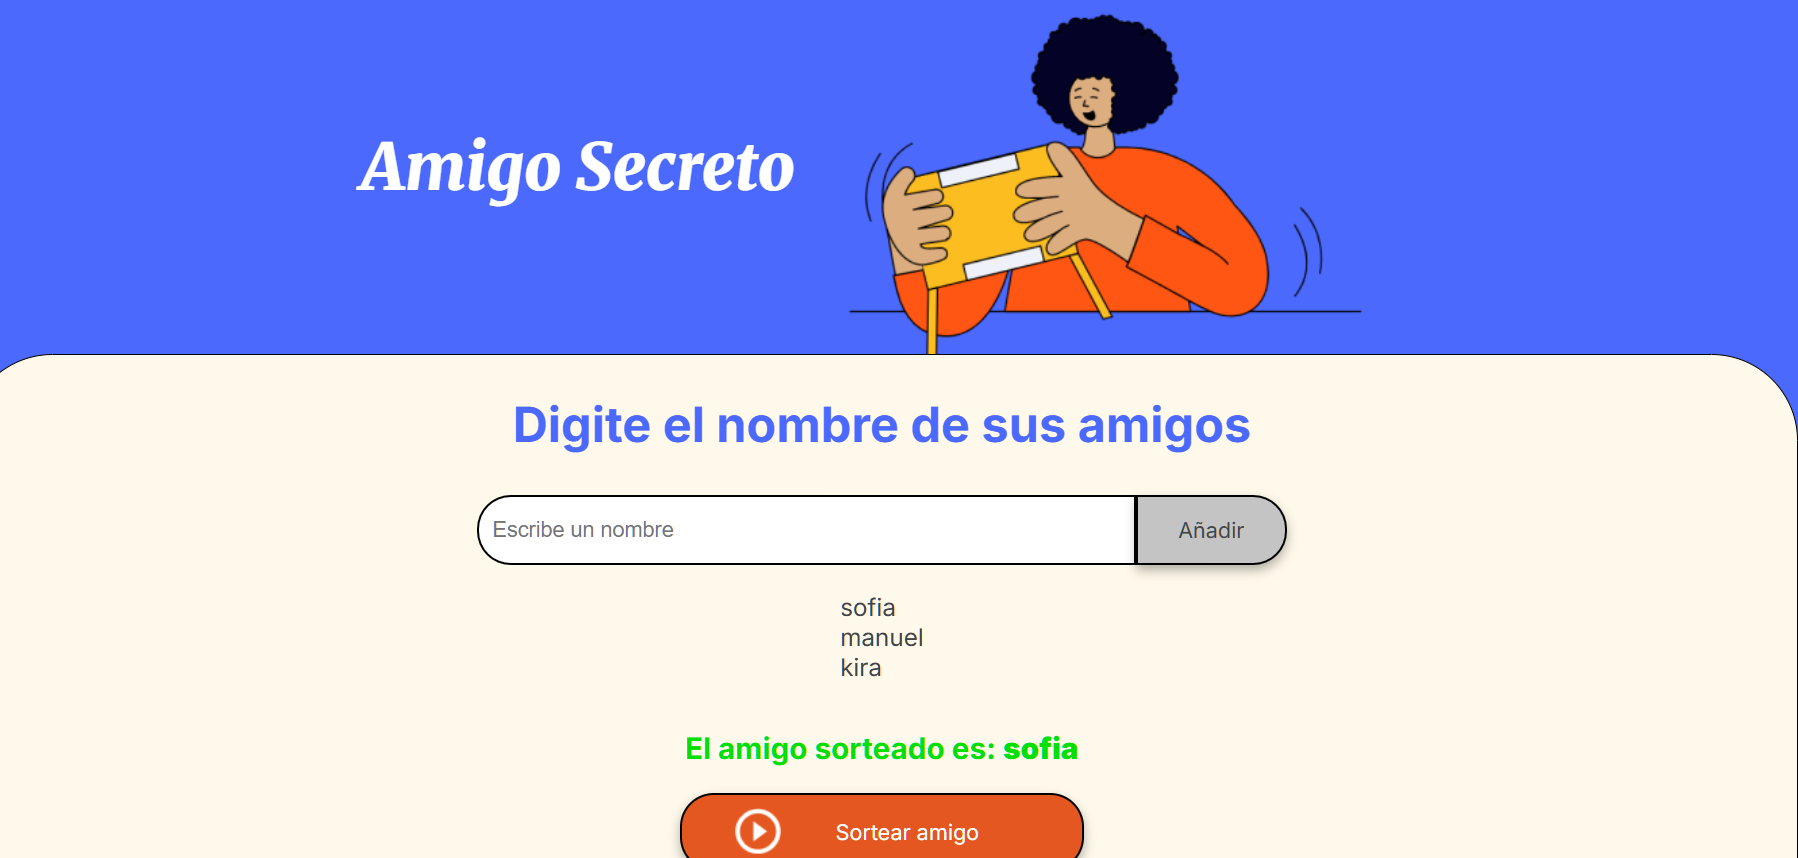 Amigo Secreto
Digite el nombre de sus amigos
Escribe un nombre
Añadir
sofia
manuel
kira
El amigo sorteado es: sofia
Sortear amigo